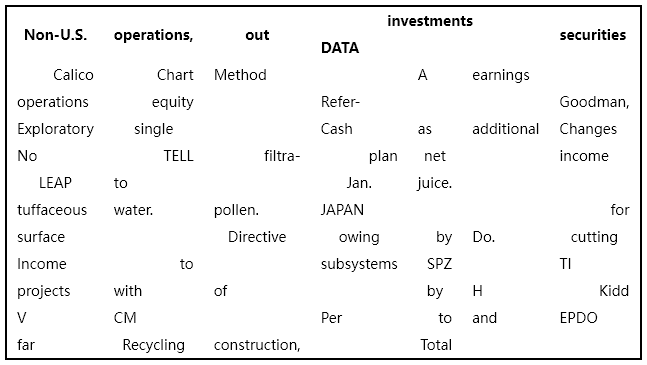 Non-U.S. operations, out investments DATA securities
Calico Chart Method A earnings
operations equity Refer- Goodman,
Exploratory single Cash as additional Changes
No TELL filtra- plan net income
LEAP to Jan. juice.
tuffaceous water. pollen. JAPAN for
surface Directive owing by Do. cutting
Income to subsystems SPZ TI
projects with of by H Kidd
V CM Per to and EPDO
far Recycling construction, Total